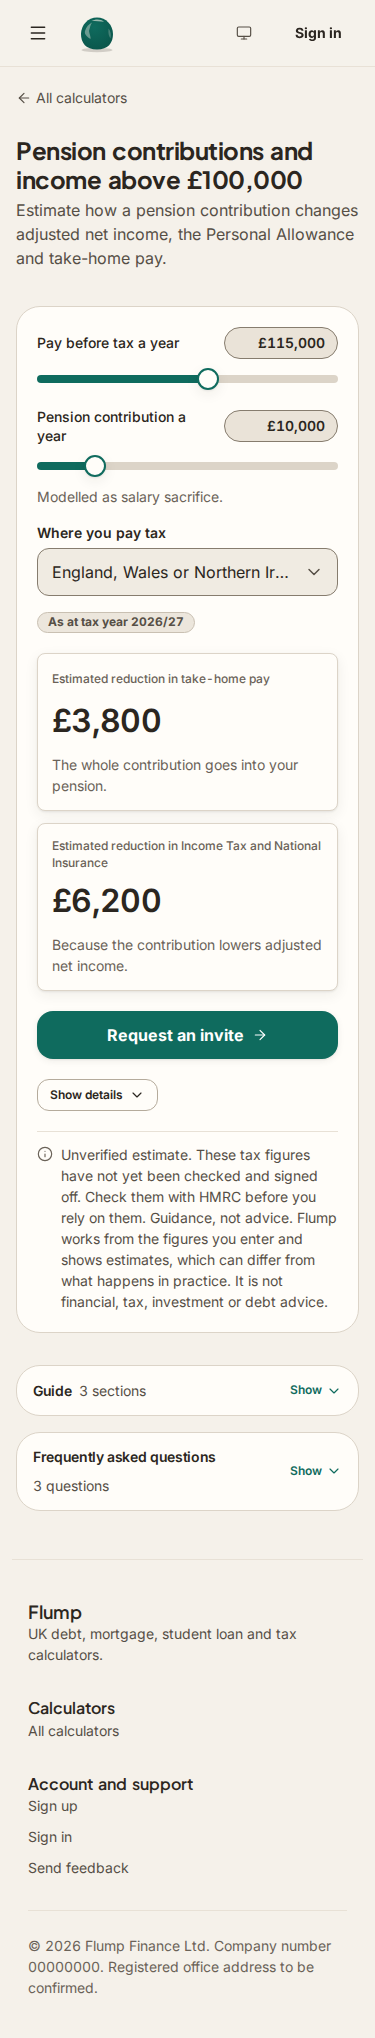 Sign in
All calculators
Pension contributions and
income above £100,000
Estimate how a pension contribution changes
adjusted net income, the Personal Allowance
and take-home pay.
Pay before tax a year
£115,000
Pension contribution a
year
£10,000
Modelled as salary sacrifice.
Where you pay tax
England, Wales or Northern Ir...
As at tax year 2026/27
Estimated reduction in take-home pay
£3,800
The whole contribution goes into your
pension.
Estimated reduction in Income Tax and National
Insurance
£6,200
Because the contribution lowers adjusted
net income.
Request an invite
Show details
Unverified estimate. These tax figures
have not yet been checked and signed
off. Check them with HMRC before you
rely on them. Guidance, not advice. Flump
works from the figures you enter and
shows estimates, which can differ from
what happens in practice. It is not
financial, tax, investment or debt advice.
Guide 3 sections
Show
Frequently asked questions
3 questions
Show
Flump
UK debt, mortgage, student loan and tax
calculators.
Calculators
All calculators
Account and support
Sign up
Sign in
Send feedback
© 2026 Flump Finance Ltd. Company number
00000000. Registered office address to be
confirmed.